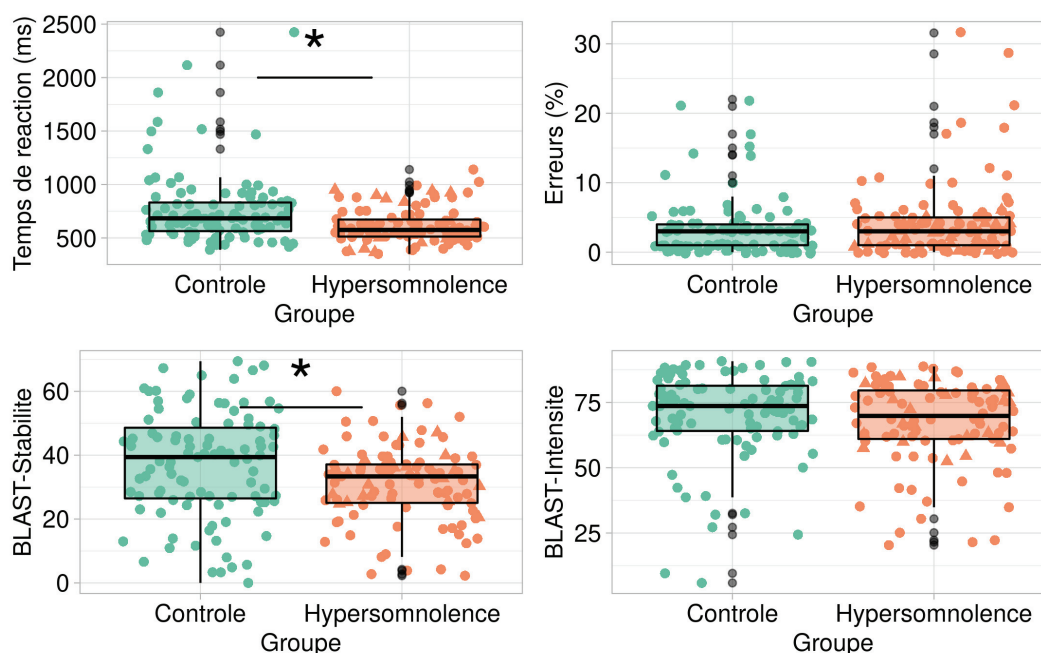 Temps de reaction (ms)
2500
2000
1500
1000
500
*
Controle
Hypersomnolence
Groupe
Erreurs (%)
30
20
10
0
Controle
Hypersomnolence
Groupe
BLAST-Stabilite
60
40
20
0
*
Controle
Hypersomnolence
Groupe
BLAST-Intensite
75
50
25
Controle
Hypersomnolence
Groupe